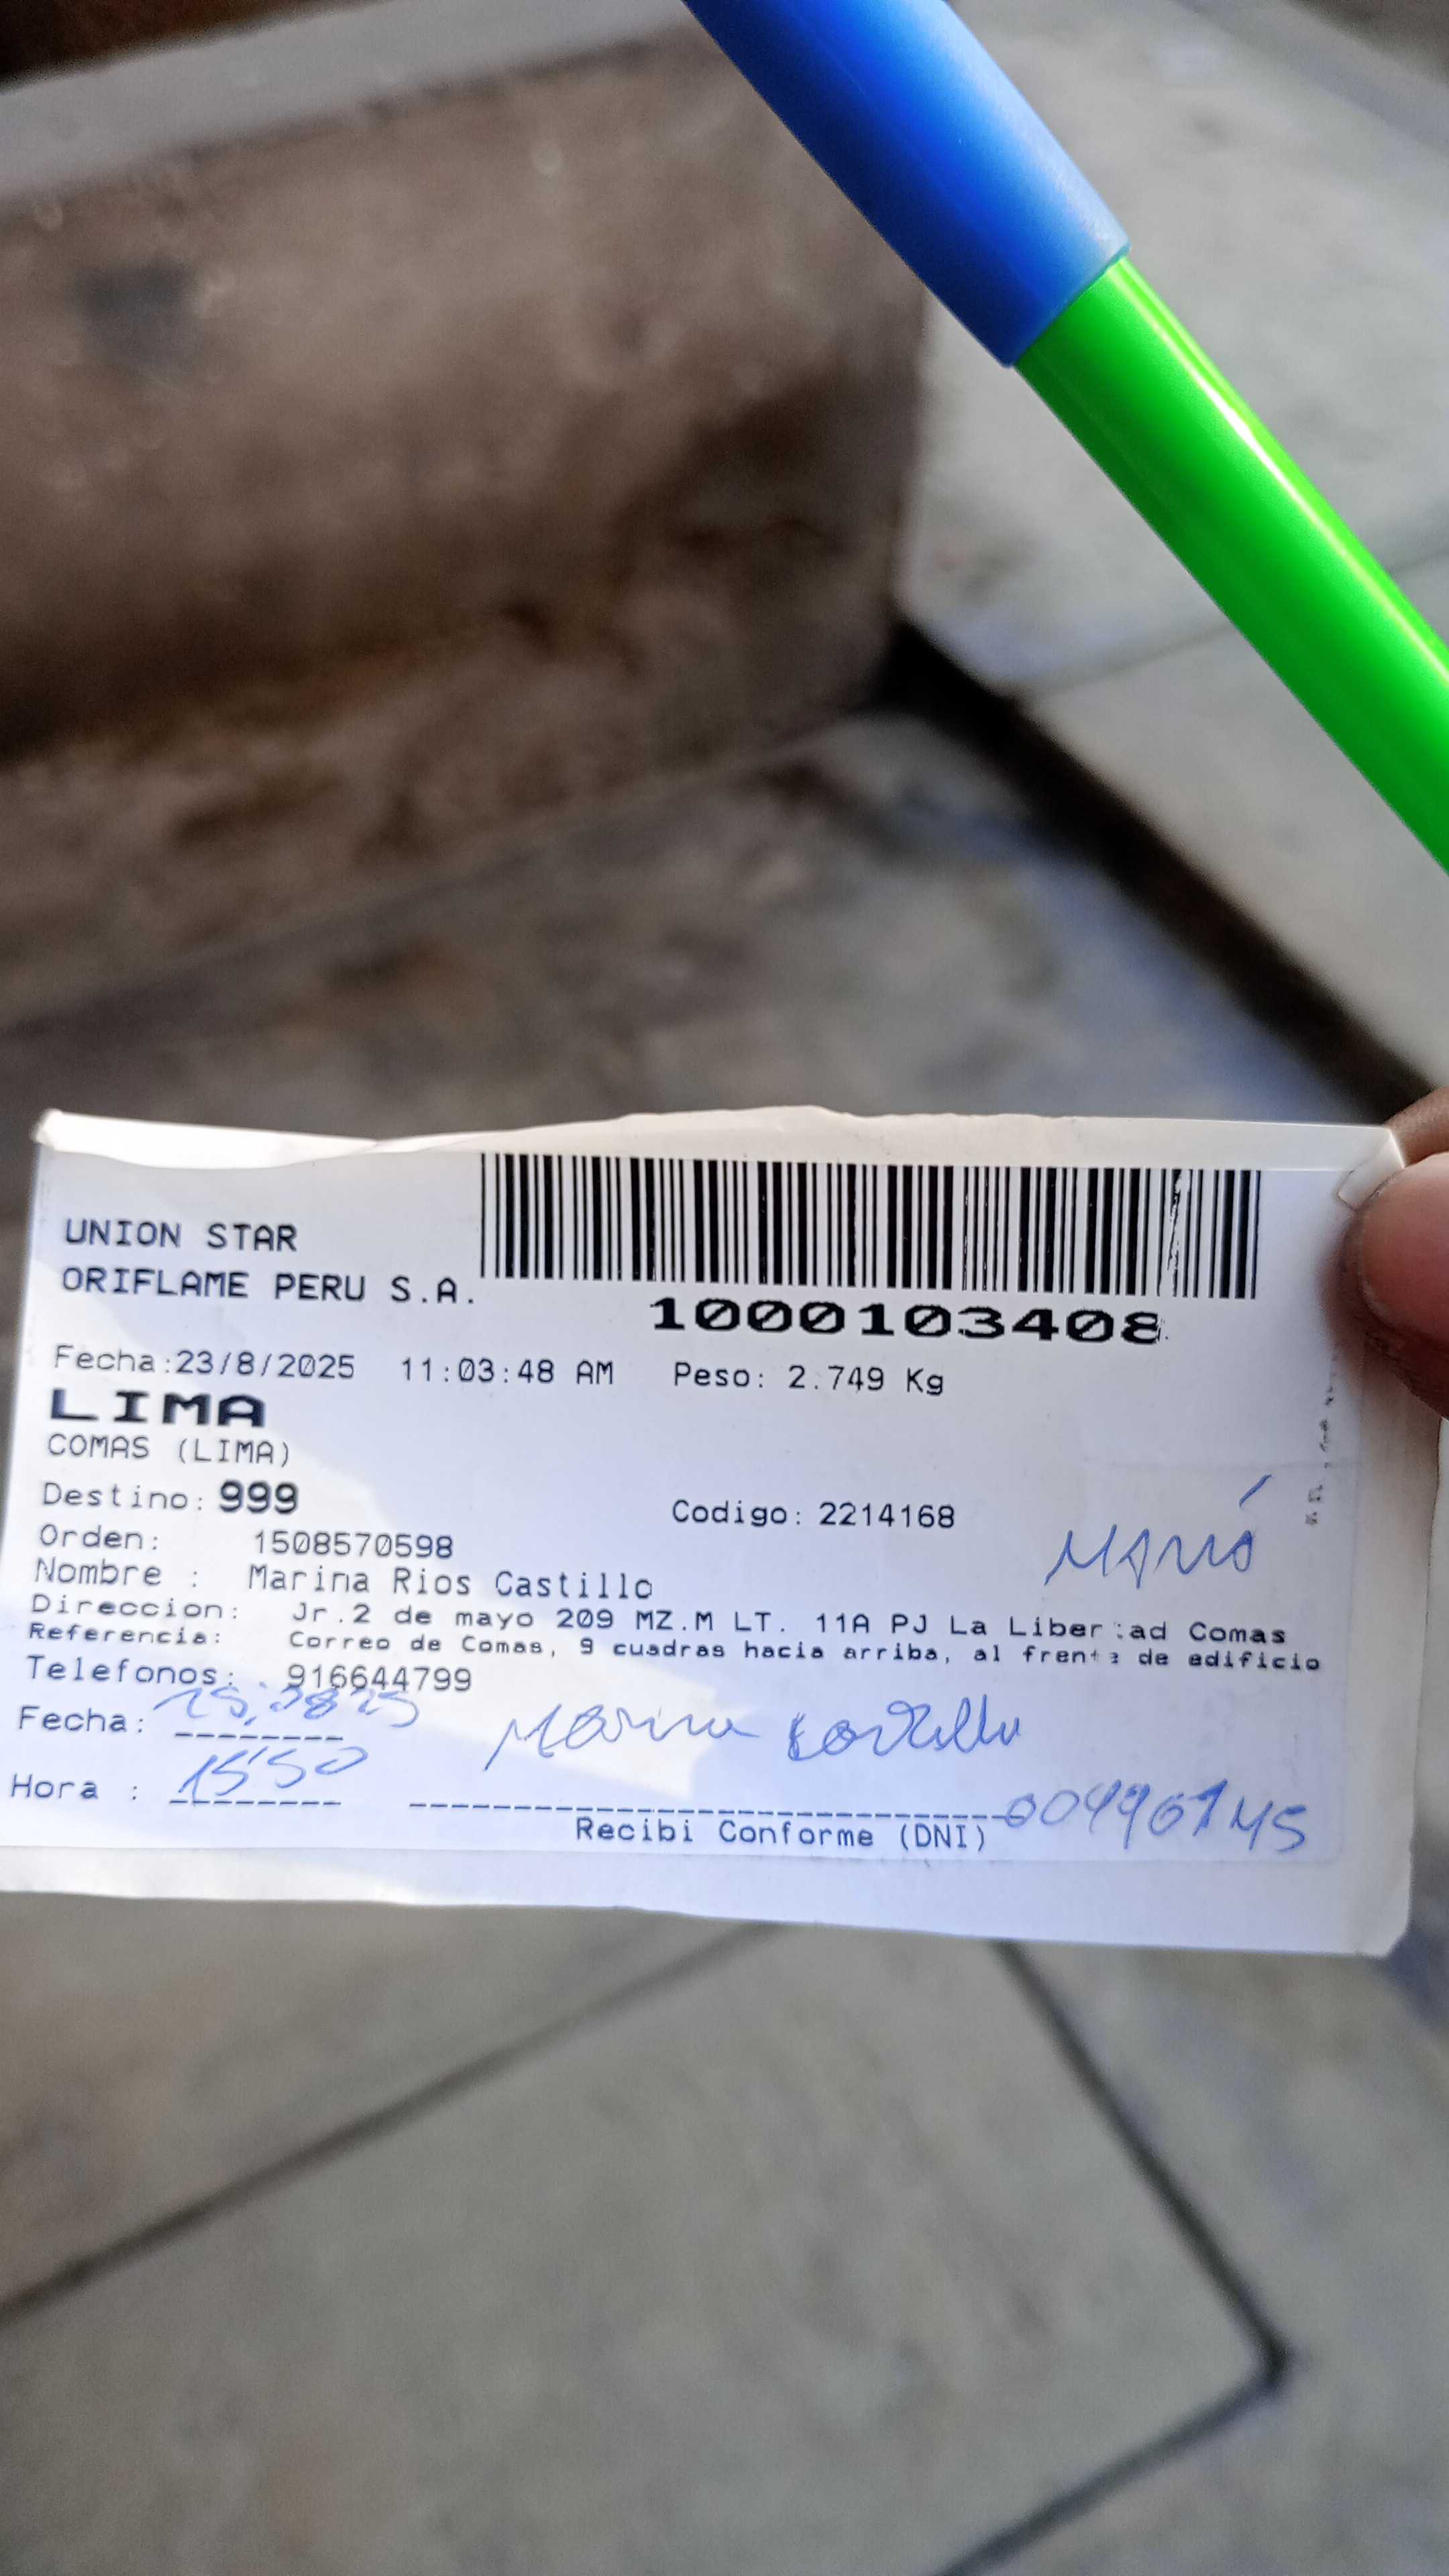 UNION STAR
ORIFLAME PERU S.A.
1000103408
Fecha:23/8/2025 11:03:48 AM Peso: 2.749 Kg
LIMA
COMAS (LIMA)
Destino: 999 Codigo: 2214168
Orden: 1508570598
Nombre : Marina Rios Castillo
Direccion: Jr.2 de mayo 209 MZ.M LT. 11A PJ La Libertad Comas
Referencia: Correo de Comas, 9 cuadras hacia arriba, al frente de edificio
Telefonos: 916644799
Fecha:
Marina Castillo
Hora : 15:50
Recibi Conforme (DNI)